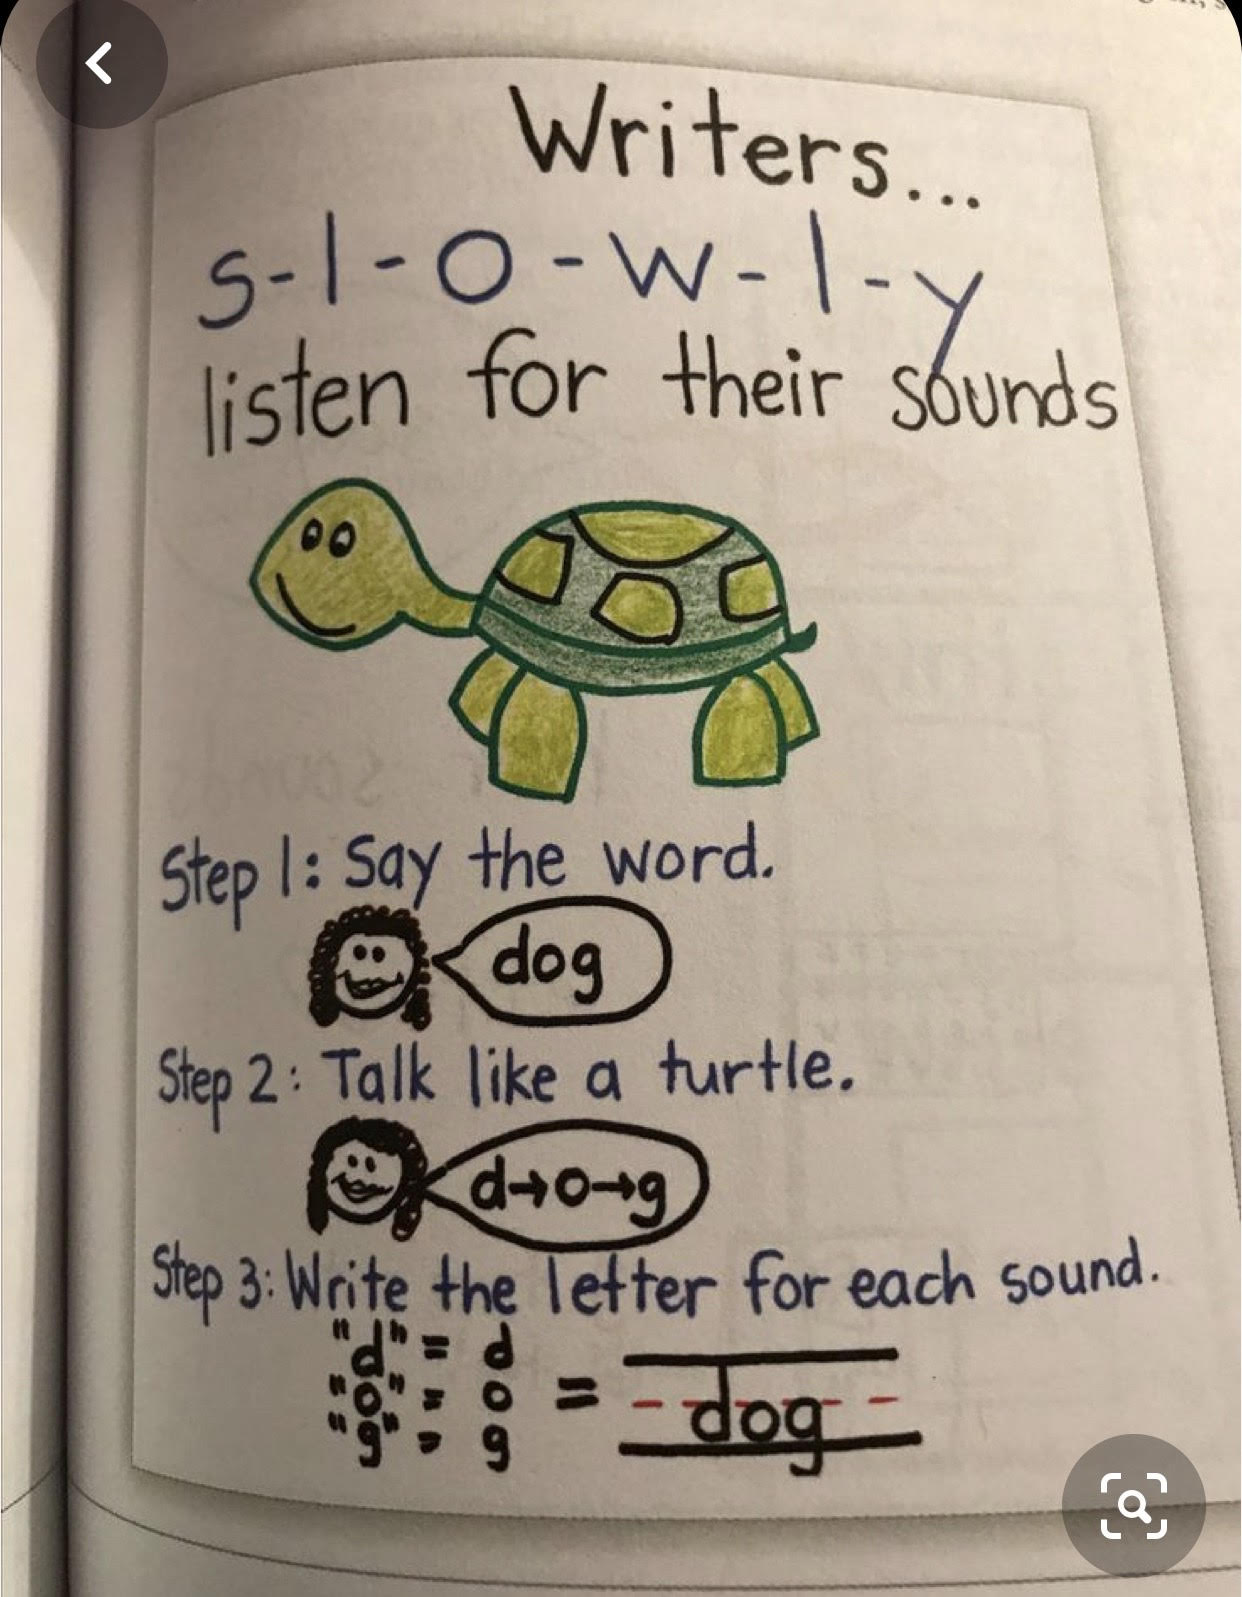 Writers...
s-l-o-w-l-y
listen for their sounds
Step 1: Say the word.
dog
Step 2: Talk like a turtle.
d→o→g
Step 3: Write the letter for each sound.
"d" = d
"o" = o = dog
"g" = g